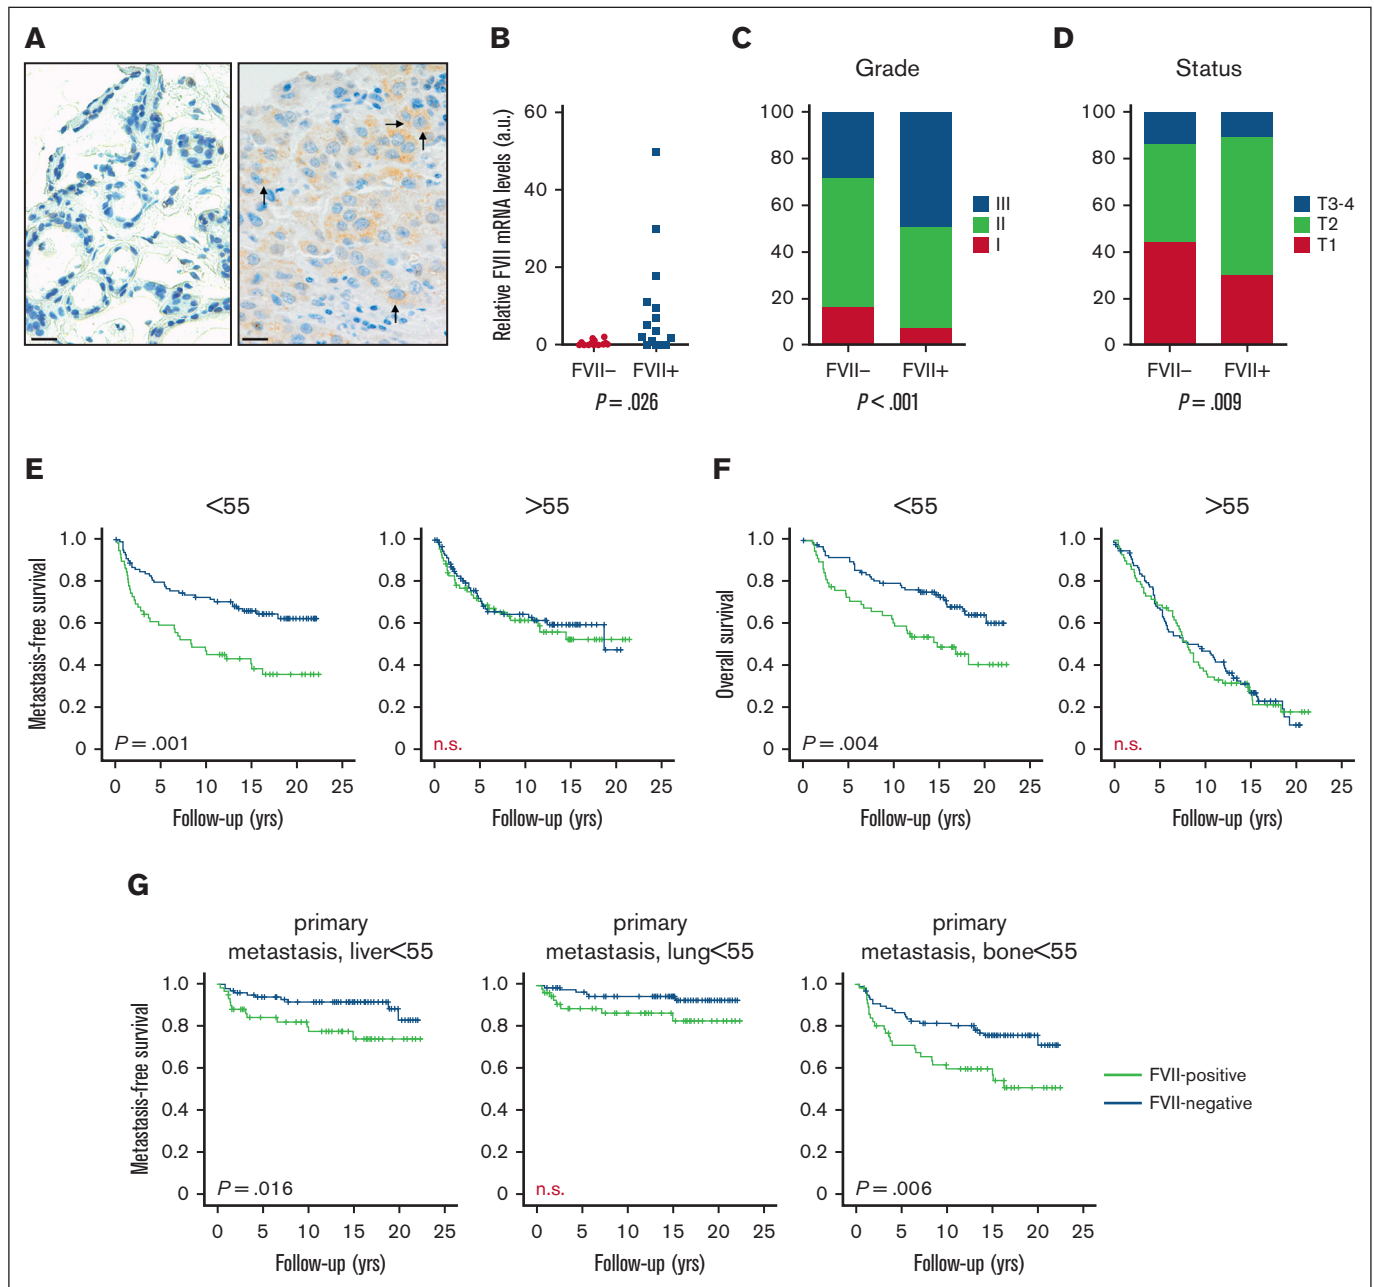 A
B
C
D
Grade
Status
Relative FVII mRNA levels (a.u.)
60
40
20
0
FVII– FVII+
P = .026
100
80
60
40
20
0
FVII– FVII+
P < .001
III
II
I
100
80
60
40
20
0
FVII– FVII+
P = .009
T3-4
T2
T1
E
F
<55
>55
<55
>55
Metastasis-free survival
1.0
0.8
0.6
0.4
0.2
0
P = .001
0 5 10 15 20 25
Follow-up (yrs)
1.0
0.8
0.6
0.4
0.2
0
n.s.
0 5 10 15 20 25
Follow-up (yrs)
Overall survival
1.0
0.8
0.6
0.4
0.2
0
P = .004
0 5 10 15 20 25
Follow-up (yrs)
1.0
0.8
0.6
0.4
0.2
0
n.s.
0 5 10 15 20 25
Follow-up (yrs)
G
primary
metastasis, liver<55
primary
metastasis, lung<55
primary
metastasis, bone<55
Metastasis-free survival
1.0
0.8
0.6
0.4
0.2
0
P = .016
0 5 10 15 20 25
Follow-up (yrs)
1.0
0.8
0.6
0.4
0.2
0
n.s.
0 5 10 15 20 25
Follow-up (yrs)
1.0
0.8
0.6
0.4
0.2
0
P = .006
0 5 10 15 20 25
Follow-up (yrs)
FVII-positive
FVII-negative